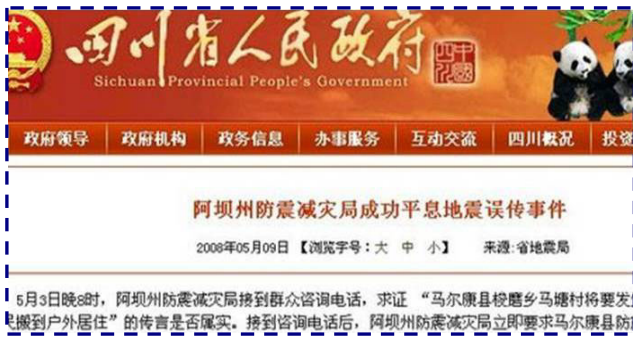 四川省人民政府
中國四川
Sichuan Provincial People's Government
政府领导 政府机构 政务信息 办事服务 互动交流 四川概况 投资
阿坝州防震减灾局成功平息地震误传事件
2008年05月09日 【浏览字号：大 中 小】 来源：省地震局
5月3日晚8时，阿坝州防震减灾局接到群众咨询电话，求证 “马尔康县梭磨乡马塘村将要发
民搬到户外居住”的传言是否属实。接到咨询电话后，阿坝州防震减灾局立即要求马尔康县防